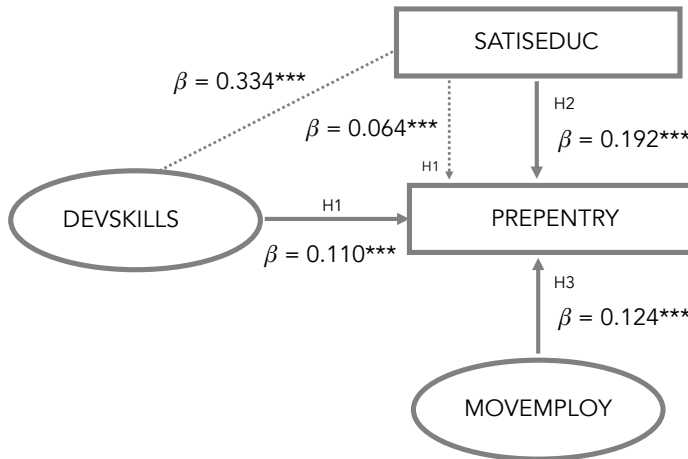 SATISEDUC
β = 0.334***
H2
β = 0.064***
β = 0.192***
H1
H1
DEVSKILLS
PREPENTRY
β = 0.110***
H3
β = 0.124***
MOVEMPLOY